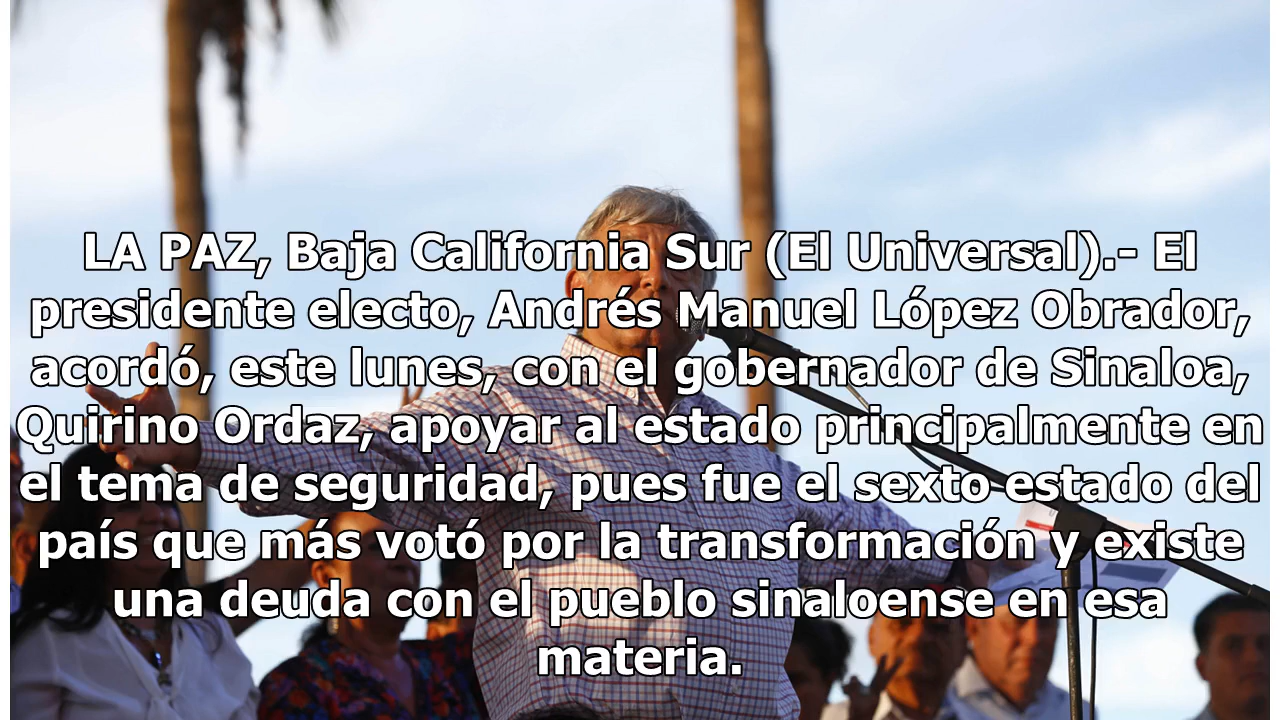 LA PAZ, Baja California Sur (El Universal).- El
presidente electo, Andrés Manuel López Obrador,
acordó, este lunes, con el gobernador de Sinaloa,
Quirino Ordaz, apoyar al estado principalmente en
el tema de seguridad, pues fue el sexto estado del
país que más votó por la transformación y existe
una deuda con el pueblo sinaloense en esa
materia.